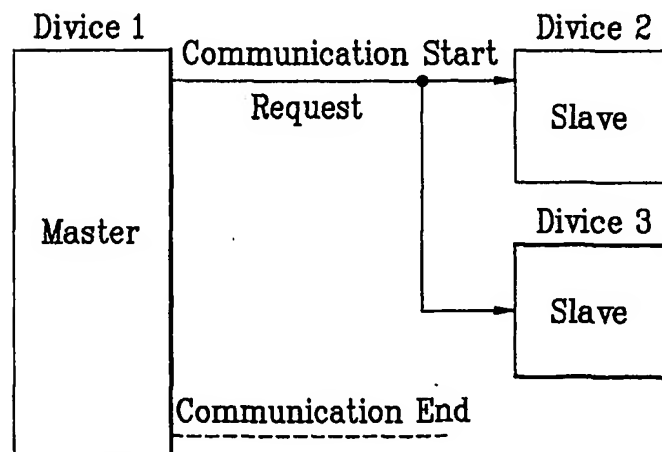 Divice 1
Communication Start
Request
Divice 2
Slave
Master
Divice 3
Slave
Communication End